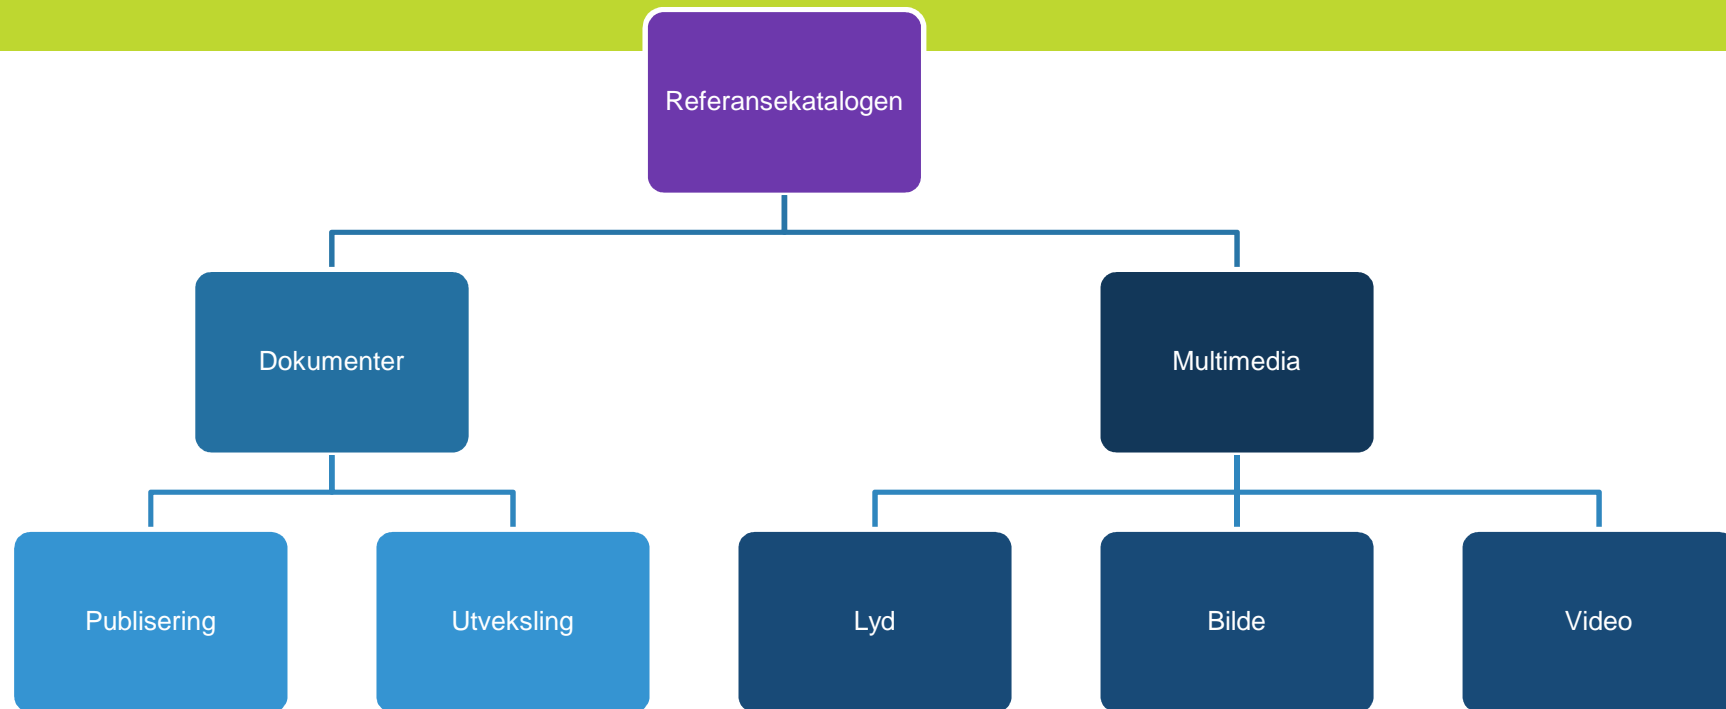 Referansekatalogen
Dokumenter
Multimedia
Publisering
Utveksling
Lyd
Bilde
Video